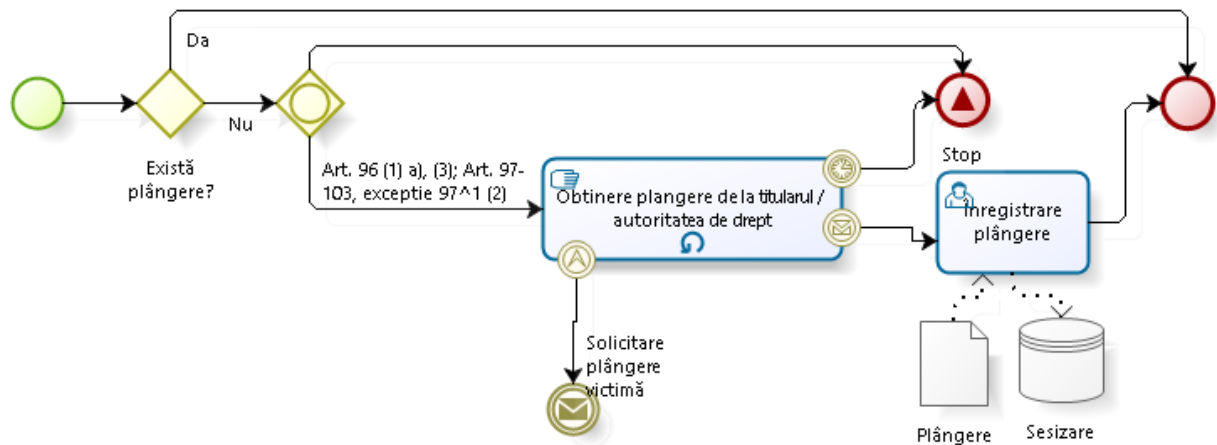 Da
Nu
Există
plângere?
Art. 96 (1) a), (3); Art. 97-
103, exceptie 97^1 (2)
Obtinere plangere de la titularul /
autoritatea de drept
Stop
Inregistrare
plângere
Solicitare
plângere
victimă
Plângere
Sesizare